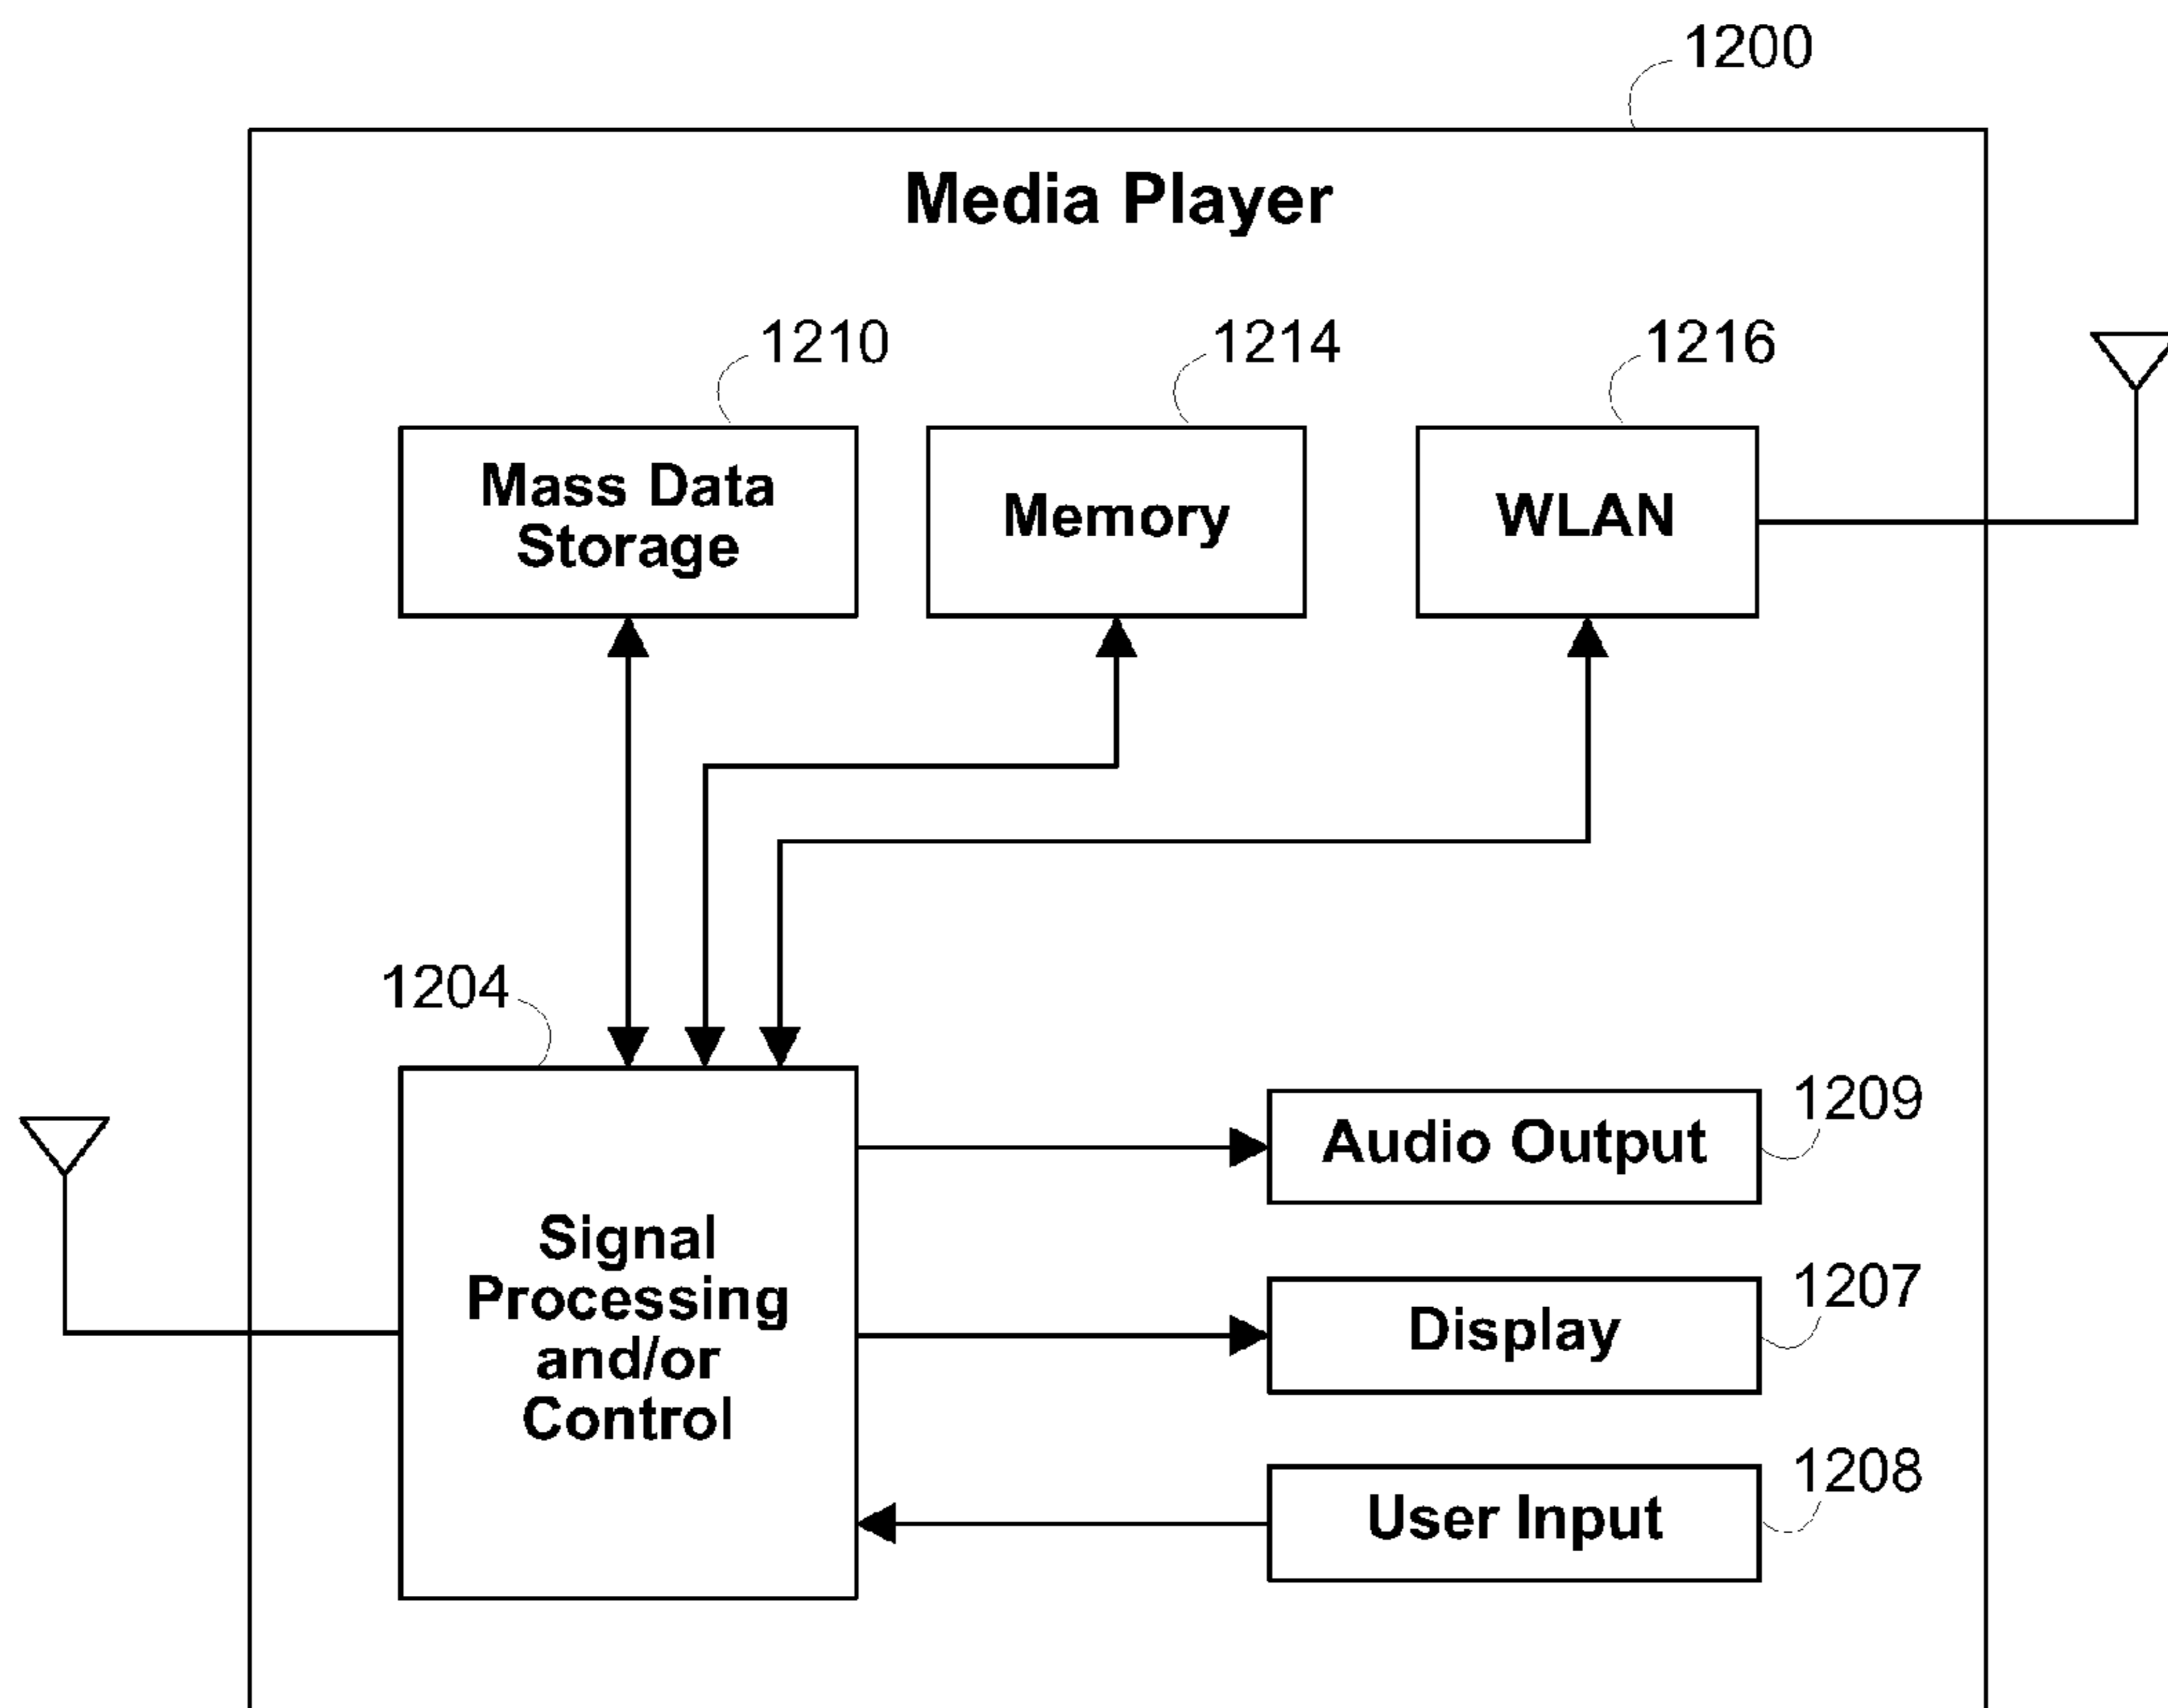 1200
Media Player
1210
1214
1216
Mass Data
Storage
Memory
WLAN
1204
Signal
Processing
and/or
Control
Audio Output
1209
Display
1207
User Input
1208